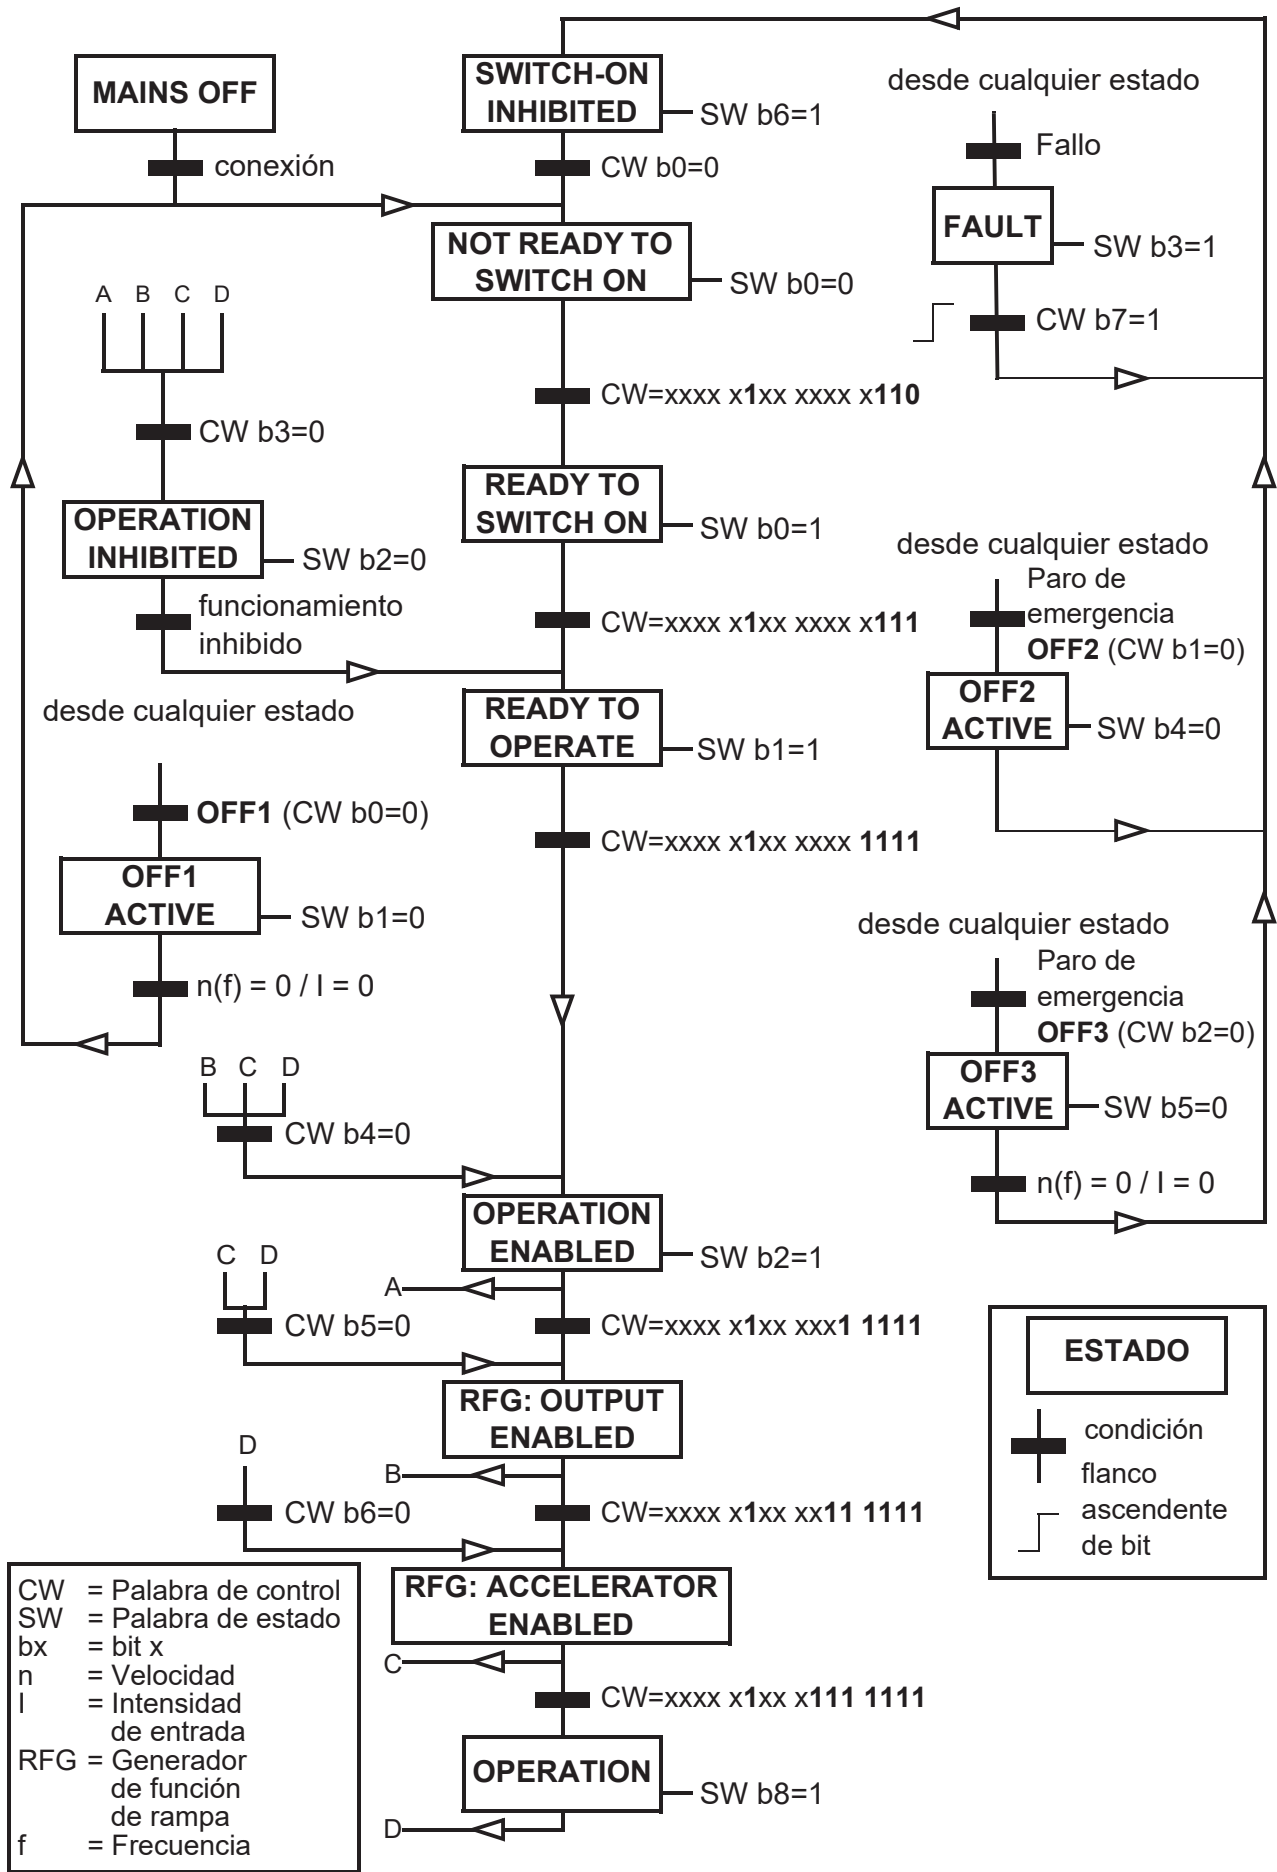 MAINS OFF
conexión
SWITCH-ON
INHIBITED
SW b6=1
CW b0=0
desde cualquier estado
Fallo
FAULT
SW b3=1
CW b7=1
NOT READY TO
SWITCH ON
SW b0=0
A B C D
CW b3=0
OPERATION
INHIBITED
SW b2=0
funcionamiento
inhibido
CW=xxxx x1xx xxxx x110
READY TO
SWITCH ON
SW b0=1
CW=xxxx x1xx xxxx x111
READY TO
OPERATE
SW b1=1
CW=xxxx x1xx xxxx 1111
desde cualquier estado
Paro de
emergencia
OFF2 (CW b1=0)
OFF2
ACTIVE
SW b4=0
desde cualquier estado
OFF1 (CW b0=0)
OFF1
ACTIVE
SW b1=0
n(f) = 0 / I = 0
desde cualquier estado
Paro de
emergencia
OFF3 (CW b2=0)
OFF3
ACTIVE
SW b5=0
n(f) = 0 / I = 0
B C D
CW b4=0
OPERATION
ENABLED
SW b2=1
A
C D
CW b5=0
CW=xxxx x1xx xxx1 1111
RFG: OUTPUT
ENABLED
B
D
CW b6=0
CW=xxxx x1xx xx11 1111
RFG: ACCELERATOR
ENABLED
C
CW=xxxx x1xx x111 1111
OPERATION
SW b8=1
D
ESTADO
condición
flanco
ascendente
de bit
CW = Palabra de control
SW = Palabra de estado
bx = bit x
n = Velocidad
I = Intensidad
de entrada
RFG = Generador
de función
de rampa
f = Frecuencia